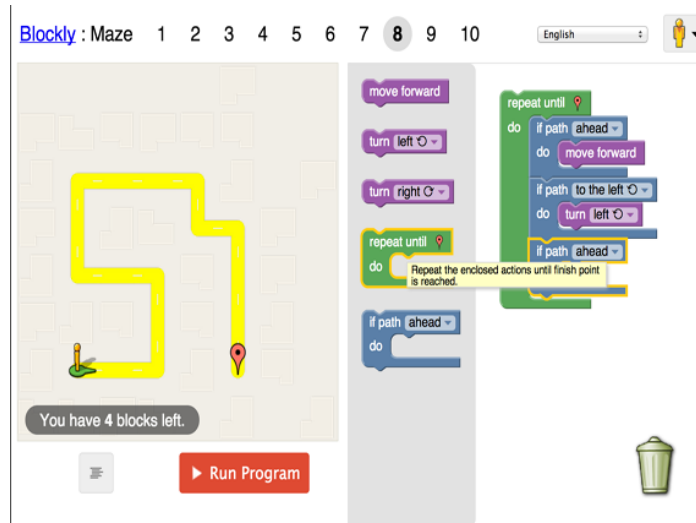 Blockly : Maze 1 2 3 4 5 6 7 8 9 10 English
move forward
turn left
turn right
repeat until
do
Repeat the enclosed actions until finish point
is reached.
if path ahead
do
repeat until
do if path ahead
do move forward
if path to the left
do turn left
if path ahead
You have 4 blocks left.
Run Program